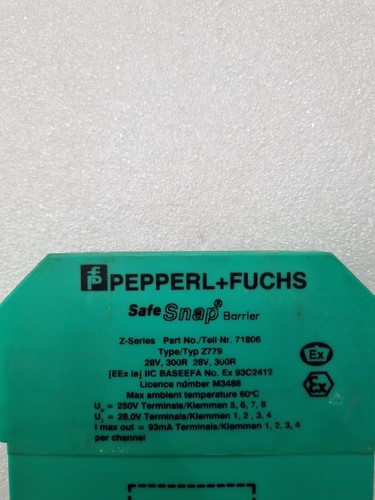 PEPPERL+FUCHS
Safe Snap® Barrier
Z-Series Part No./Teil Nr. 71806
Type/Typ Z779
28V, 300R 28V, 300R
[EEx ia] IIC BASEEFA No. Ex 93C2412
Licence number M3486
Max ambient temperature 60°C
Um = 250V Terminals/Klemmen 5, 6, 7, 8
Uz = 28.0V Terminals/Klemmen 1, 2, 3, 4
i max out = 93mA Terminals/Klemmen 1, 2, 3, 4
per channel
Ex
Ex